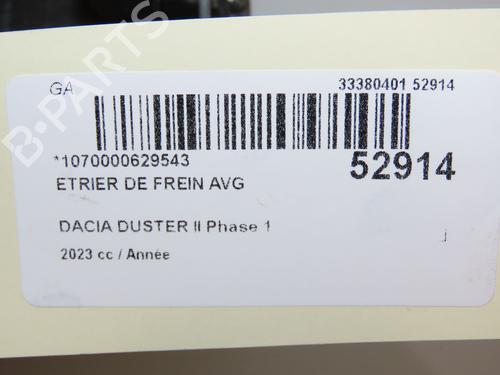 GA
33380401 52914
*1070000629543
52914
ETRIER DE FREIN AVG
DACIA DUSTER II Phase 1
2023 cc / Année
B-PARTS